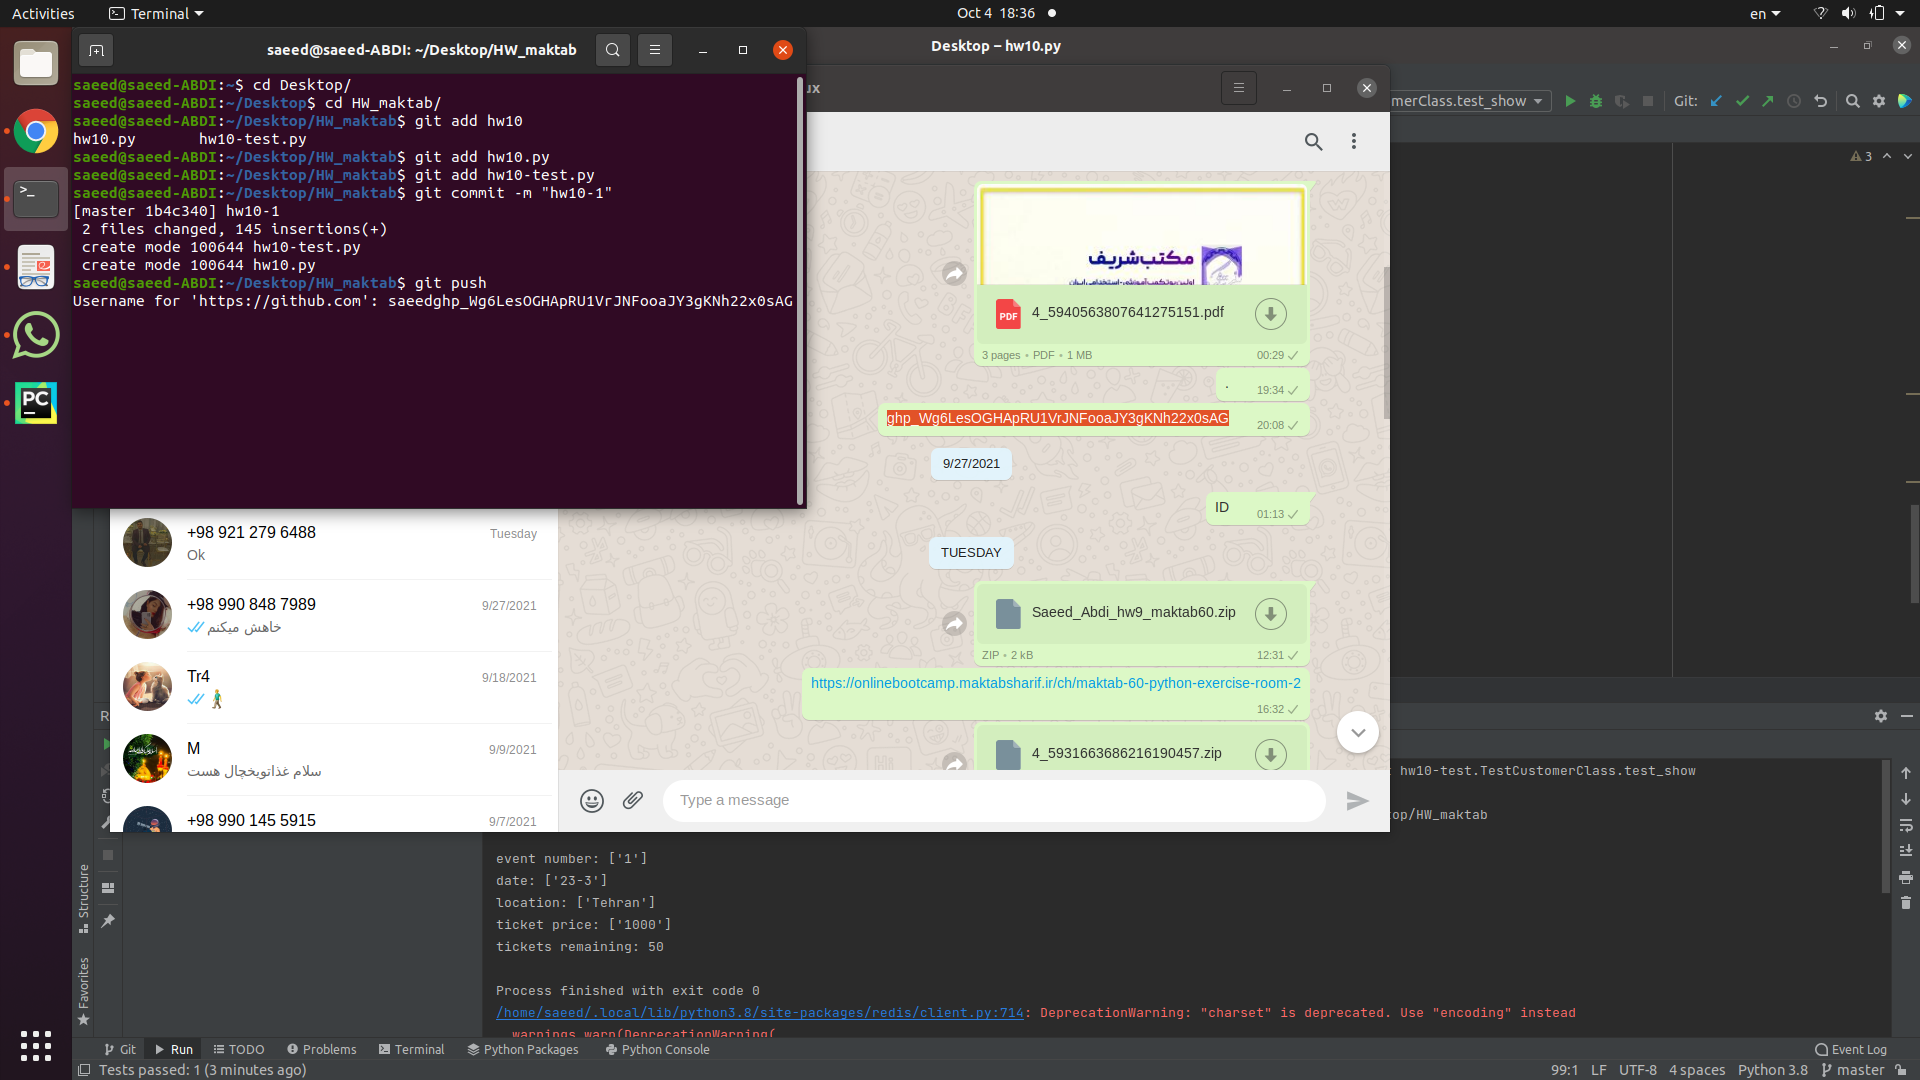 Activities
Terminal
Oct 4 18:36
en
saeed@saeed-ABDI: ~/Desktop/HW_maktab
Desktop – hw10.py
saeed@saeed-ABDI:~$ cd Desktop/
saeed@saeed-ABDI:~/Desktop$ cd HW_maktab/
saeed@saeed-ABDI:~/Desktop/HW_maktab$ git add hw10
hw10.py hw10-test.py
saeed@saeed-ABDI:~/Desktop/HW_maktab$ git add hw10.py
saeed@saeed-ABDI:~/Desktop/HW_maktab$ git add hw10-test.py
saeed@saeed-ABDI:~/Desktop/HW_maktab$ git commit -m "hw10-1"
[master 1b4c340] hw10-1
2 files changed, 145 insertions(+)
create mode 100644 hw10-test.py
create mode 100644 hw10.py
saeed@saeed-ABDI:~/Desktop/HW_maktab$ git push
Username for 'https://github.com': saeed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
ux
merClass.test_show
Git:
3
مکتب‌شریف
PDF
4_5940563807641275151.pdf
3 pages • PDF • 1 MB
00:29
.
19:34
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
20:08
9/27/2021
ID
01:13
TUESDAY
Saeed_Abdi_hw9_maktab60.zip
ZIP • 2 kB
12:31
https://onlinebootcamp.maktabsharif.ir/ch/maktab-60-python-exercise-room-2
16:32
4_5931663686216190457.zip
Type a message
+98 921 279 6488
Tuesday
Ok
+98 990 848 7989
9/27/2021
خاهش میکنم
Tr4
9/18/2021
M
9/9/2021
سلام غذاتویخچال هست
+98 990 145 5915
9/7/2021
PC
R
hw10-test.TestCustomerClass.test_show
top/HW_maktab
event number: ['1']
date: ['23-3']
location: ['Tehran']
ticket price: ['1000']
tickets remaining: 50
Process finished with exit code 0
/home/saeed/.local/lib/python3.8/site-packages/redis/client.py:714: DeprecationWarning: "charset" is deprecated. Use "encoding" instead
warnings.warn(DeprecationWarning(
Structure
Favorites
Git
Run
TODO
Problems
Terminal
Python Packages
Python Console
Event Log
Tests passed: 1 (3 minutes ago)
99:1 LF UTF-8 4 spaces Python 3.8 master